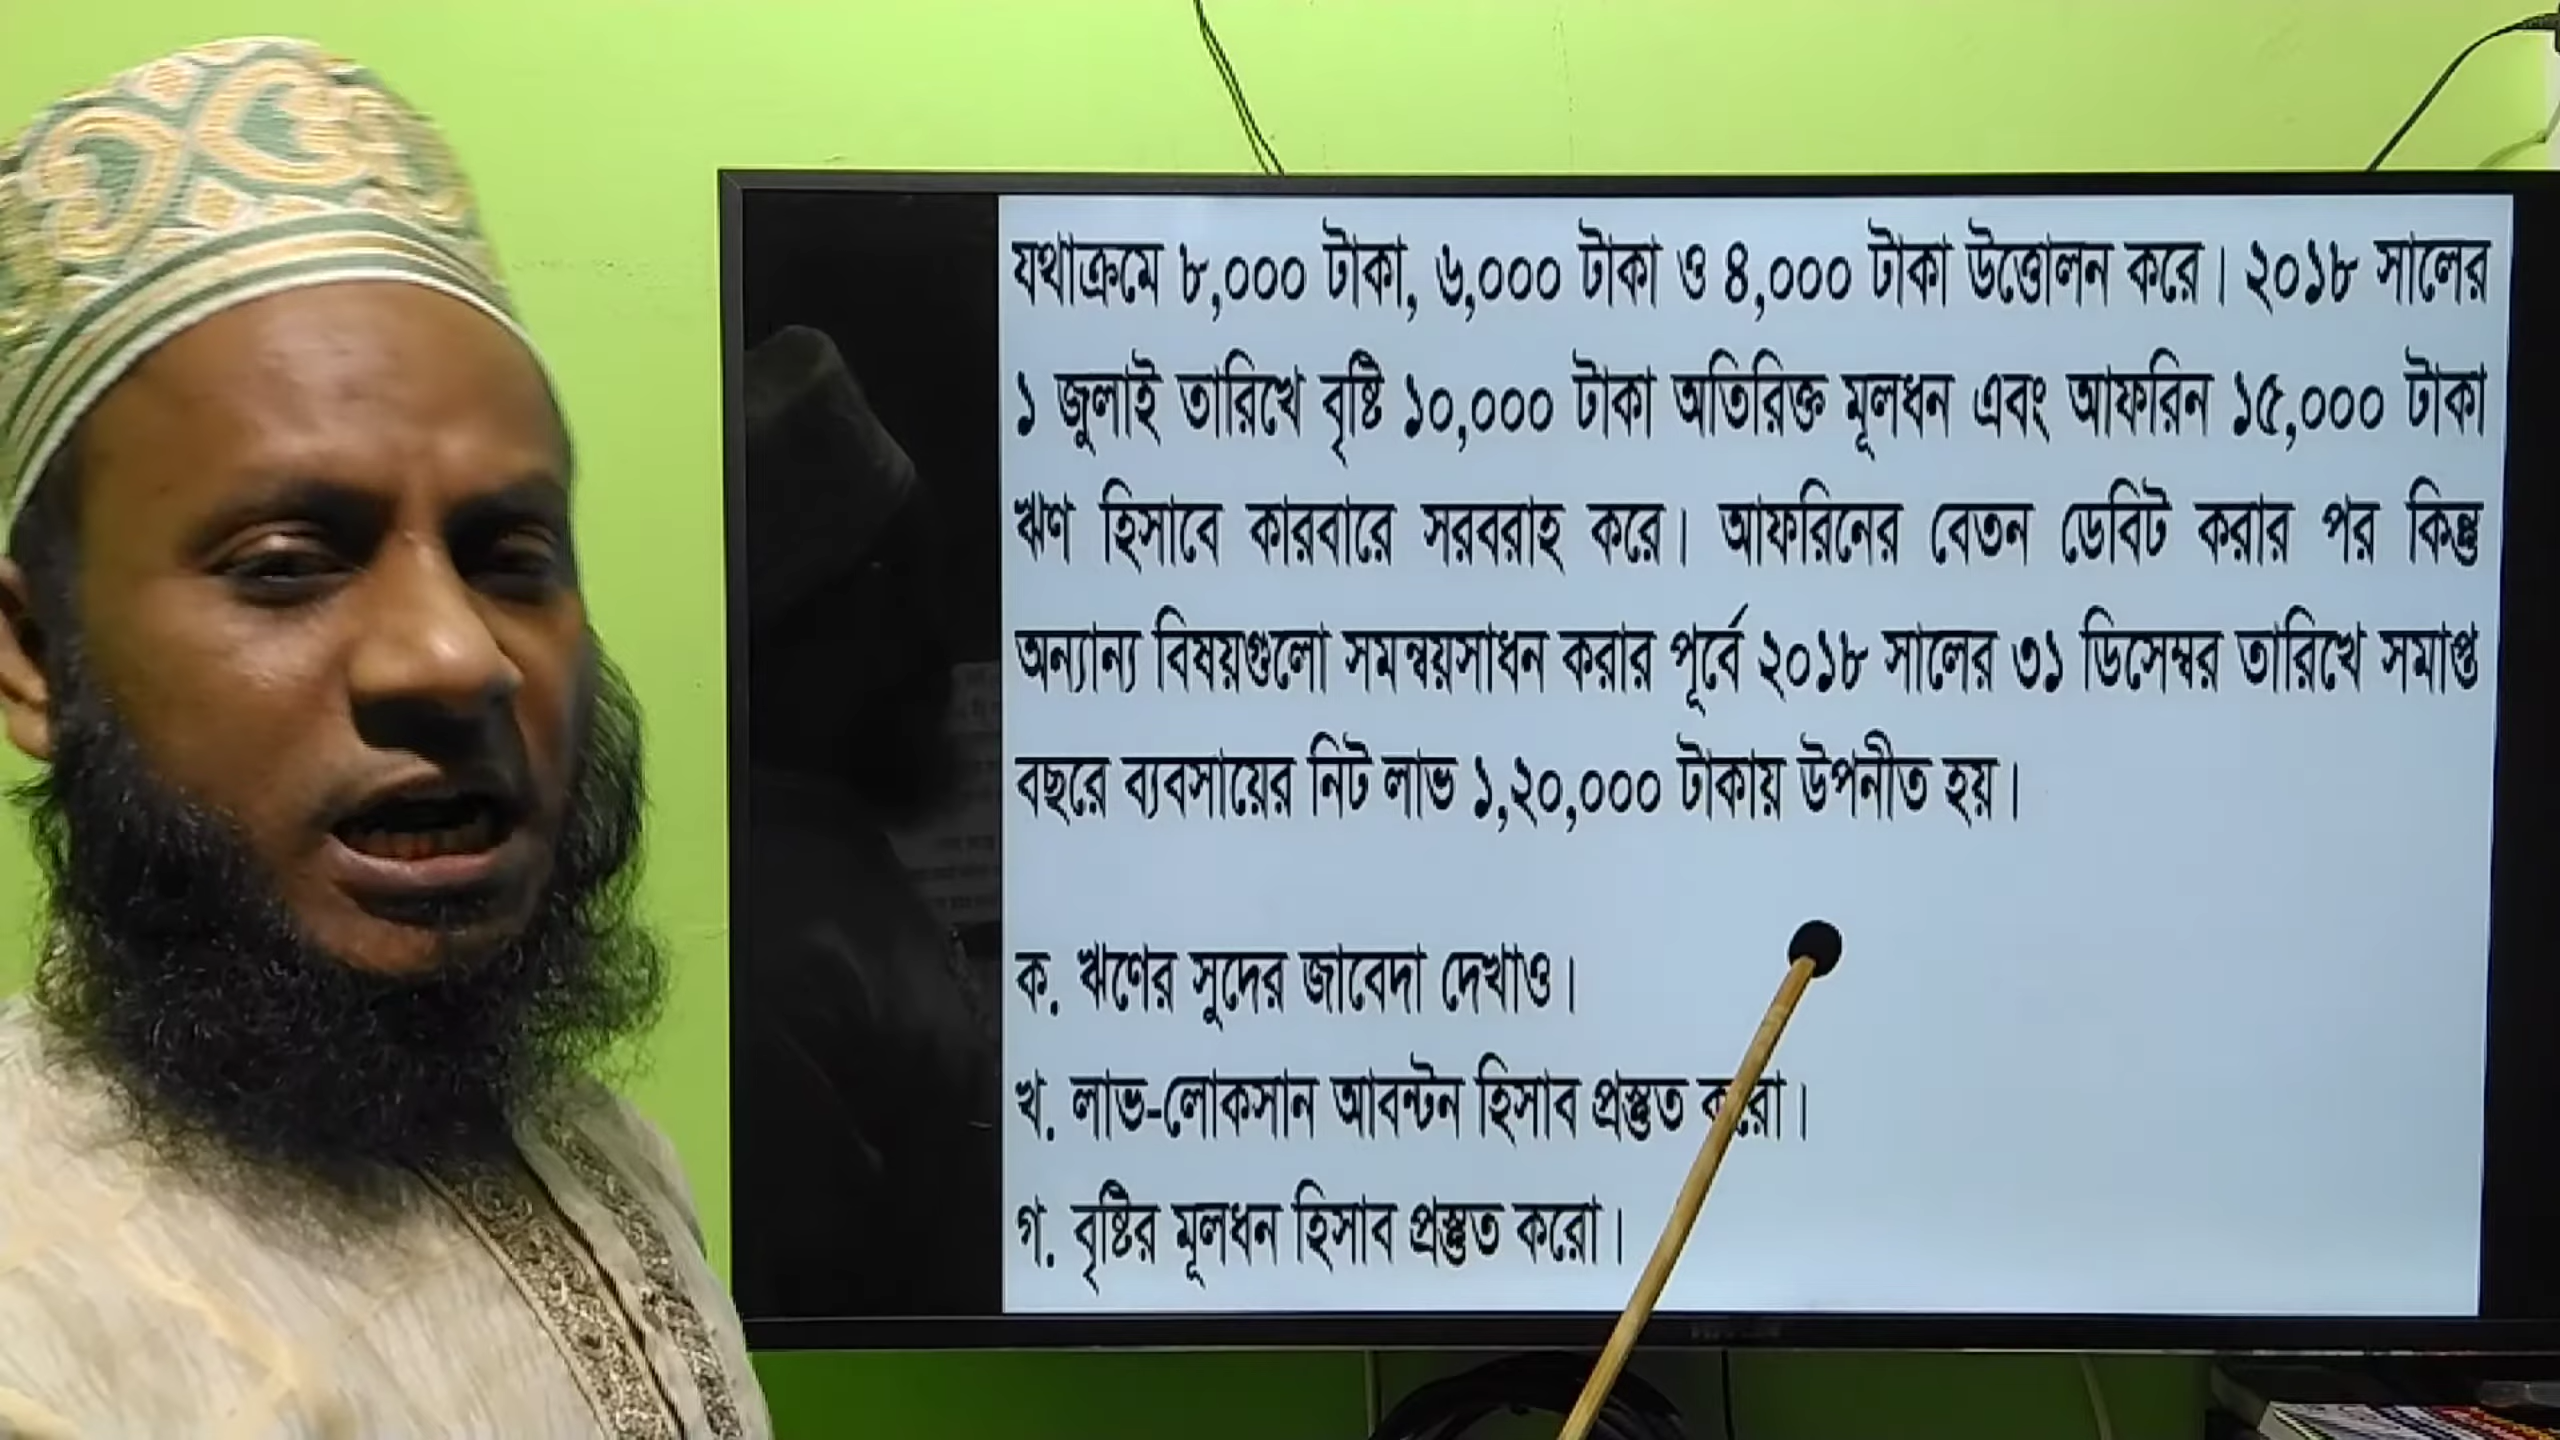 যথাক্রমে ৮,০০০ টাকা, ৬,০০০ টাকা ও ৪,০০০ টাকা উত্তোলন করে। ২০১৮ সালের
১ জুলাই তারিখে বৃষ্টি ১০,০০০ টাকা অতিরিক্ত মূলধন এবং আফরিন ১৫,০০০ টাকা
ঋণ হিসাবে কারবারে সরবরাহ করে। আফরিনের বেতন ডেবিট করার পর কিন্তু
অন্যান্য বিষয়গুলো সমন্বয়সাধন করার পূর্বে ২০১৮ সালের ৩১ ডিসেম্বর তারিখে সমাপ্ত
বছরে ব্যবসায়ের নিট লাভ ১,২০,০০০ টাকায় উপনীত হয়।
ক. ঋণের সুদের জাবেদা দেখাও।
খ. লাভ-লোকসান আবন্টন হিসাব প্রস্তুত করো।
গ. বৃষ্টির মূলধন হিসাব প্রস্তুত করো।